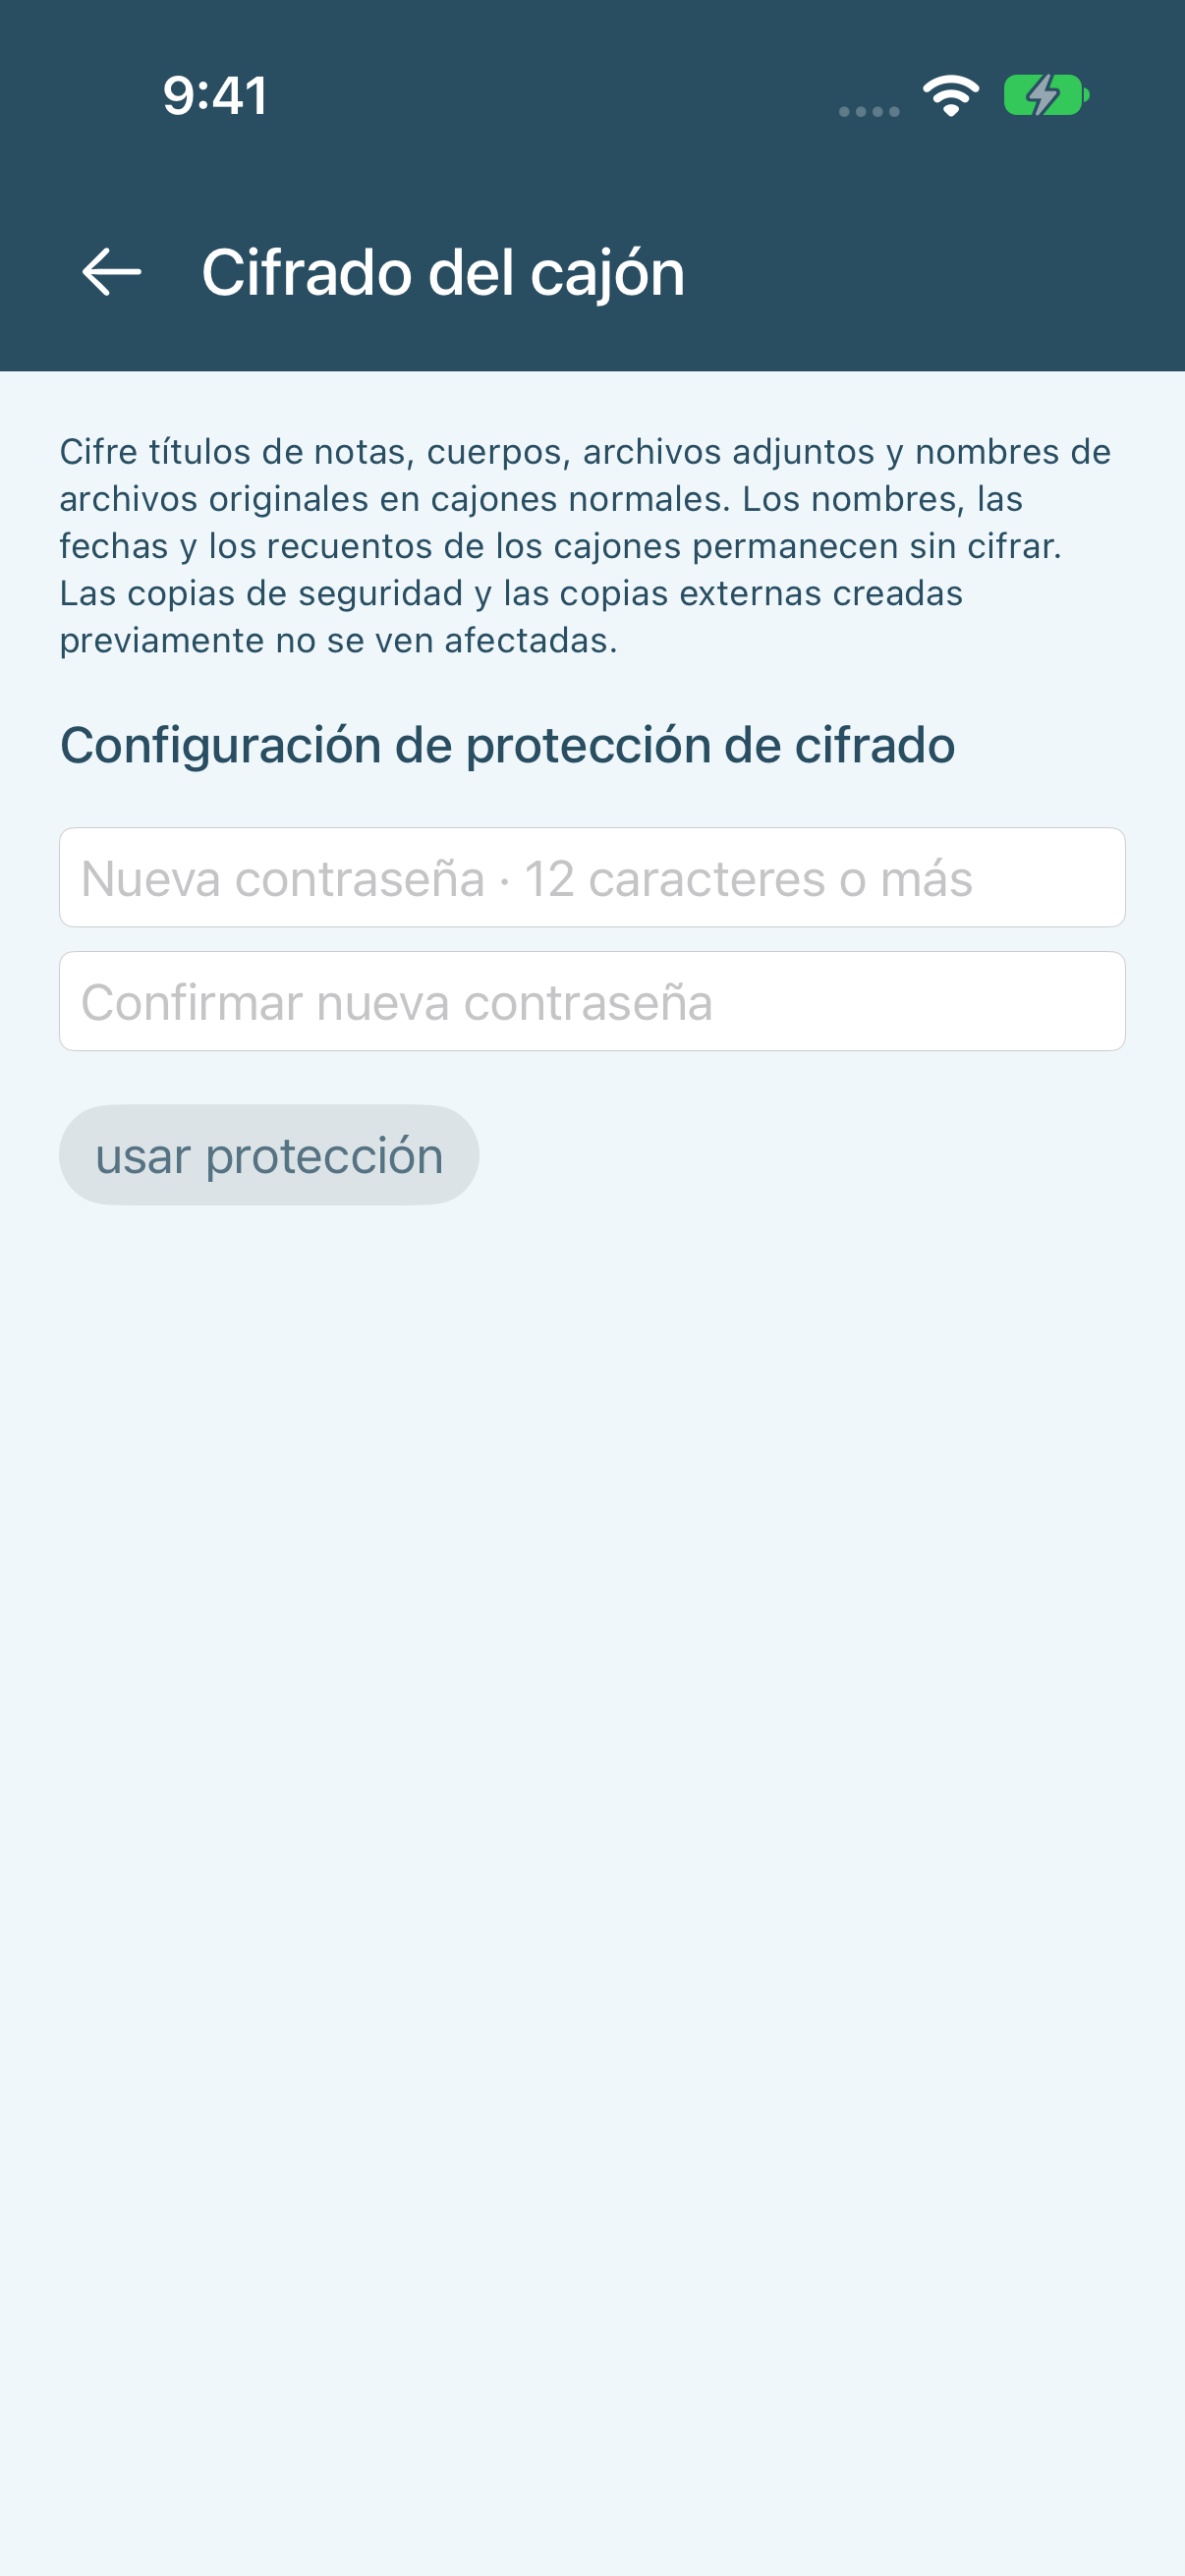 9:41
Cifrado del cajón
Cifre títulos de notas, cuerpos, archivos adjuntos y nombres de
archivos originales en cajones normales. Los nombres, las
fechas y los recuentos de los cajones permanecen sin cifrar.
Las copias de seguridad y las copias externas creadas
previamente no se ven afectadas.
Configuración de protección de cifrado
Nueva contraseña · 12 caracteres o más
Confirmar nueva contraseña
usar protección